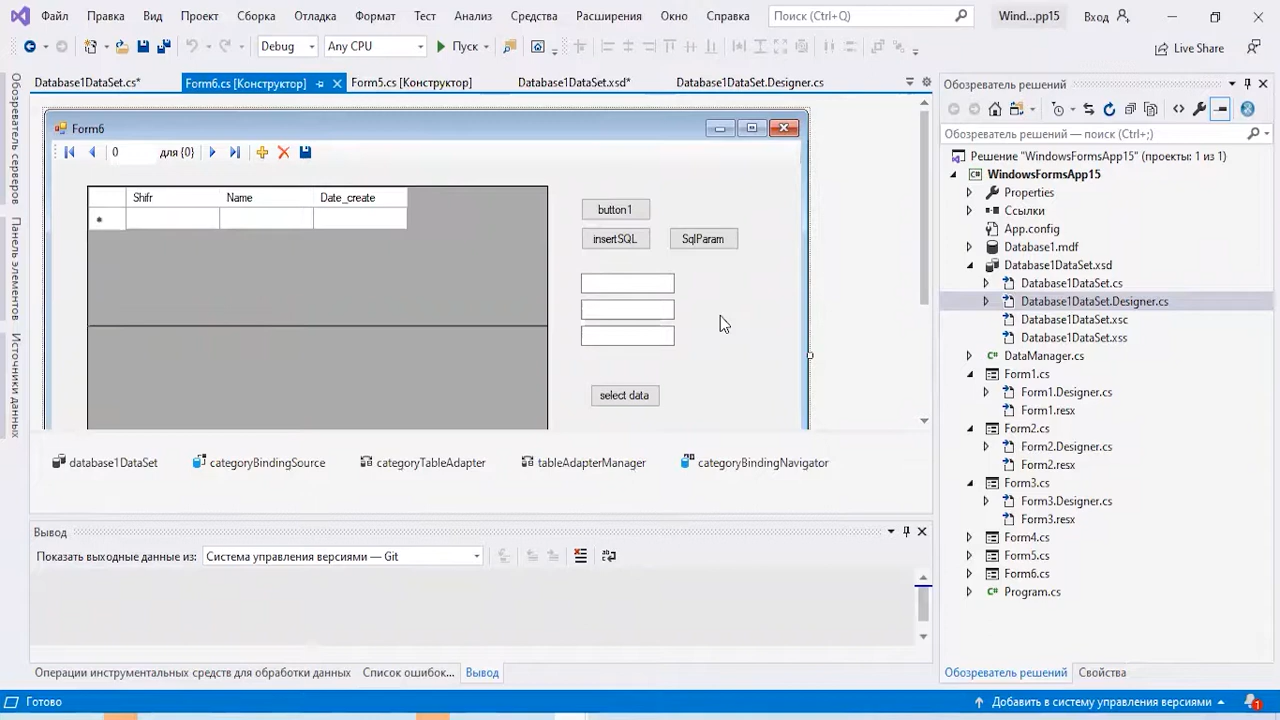 Файл Правка Вид Проект Сборка Отладка Формат Тест Анализ Средства Расширения Окно Справка Поиск (Ctrl+Q) Wind...pp15 Вход
Debug Any CPU Пуск Live Share
Database1DataSet.cs* Form6.cs [Конструктор] Form5.cs [Конструктор] Database1DataSet.xsd* Database1DataSet.Designer.cs
Обозреватель серверов
Панель элементов
Источники данных
Form6
0 для {0}
Shifr Name Date_create
button1
insertSQL SqlParam
select data
database1DataSet categoryBindingSource categoryTableAdapter tableAdapterManager categoryBindingNavigator
Вывод
Показать выходные данные из: Система управления версиями — Git
Операции инструментальных средств для обработки данных Список ошибок... Вывод
Обозреватель решений
Обозреватель решений — поиск (Ctrl+;)
Решение "WindowsFormsApp15" (проекты: 1 из 1)
WindowsFormsApp15
Properties
Ссылки
App.config
Database1.mdf
Database1DataSet.xsd
Database1DataSet.cs
Database1DataSet.Designer.cs
Database1DataSet.xsc
Database1DataSet.xss
DataManager.cs
Form1.cs
Form1.Designer.cs
Form1.resx
Form2.cs
Form2.Designer.cs
Form2.resx
Form3.cs
Form3.Designer.cs
Form3.resx
Form4.cs
Form5.cs
Form6.cs
Program.cs
Обозреватель решений Свойства
Готово Добавить в систему управления версиями 1